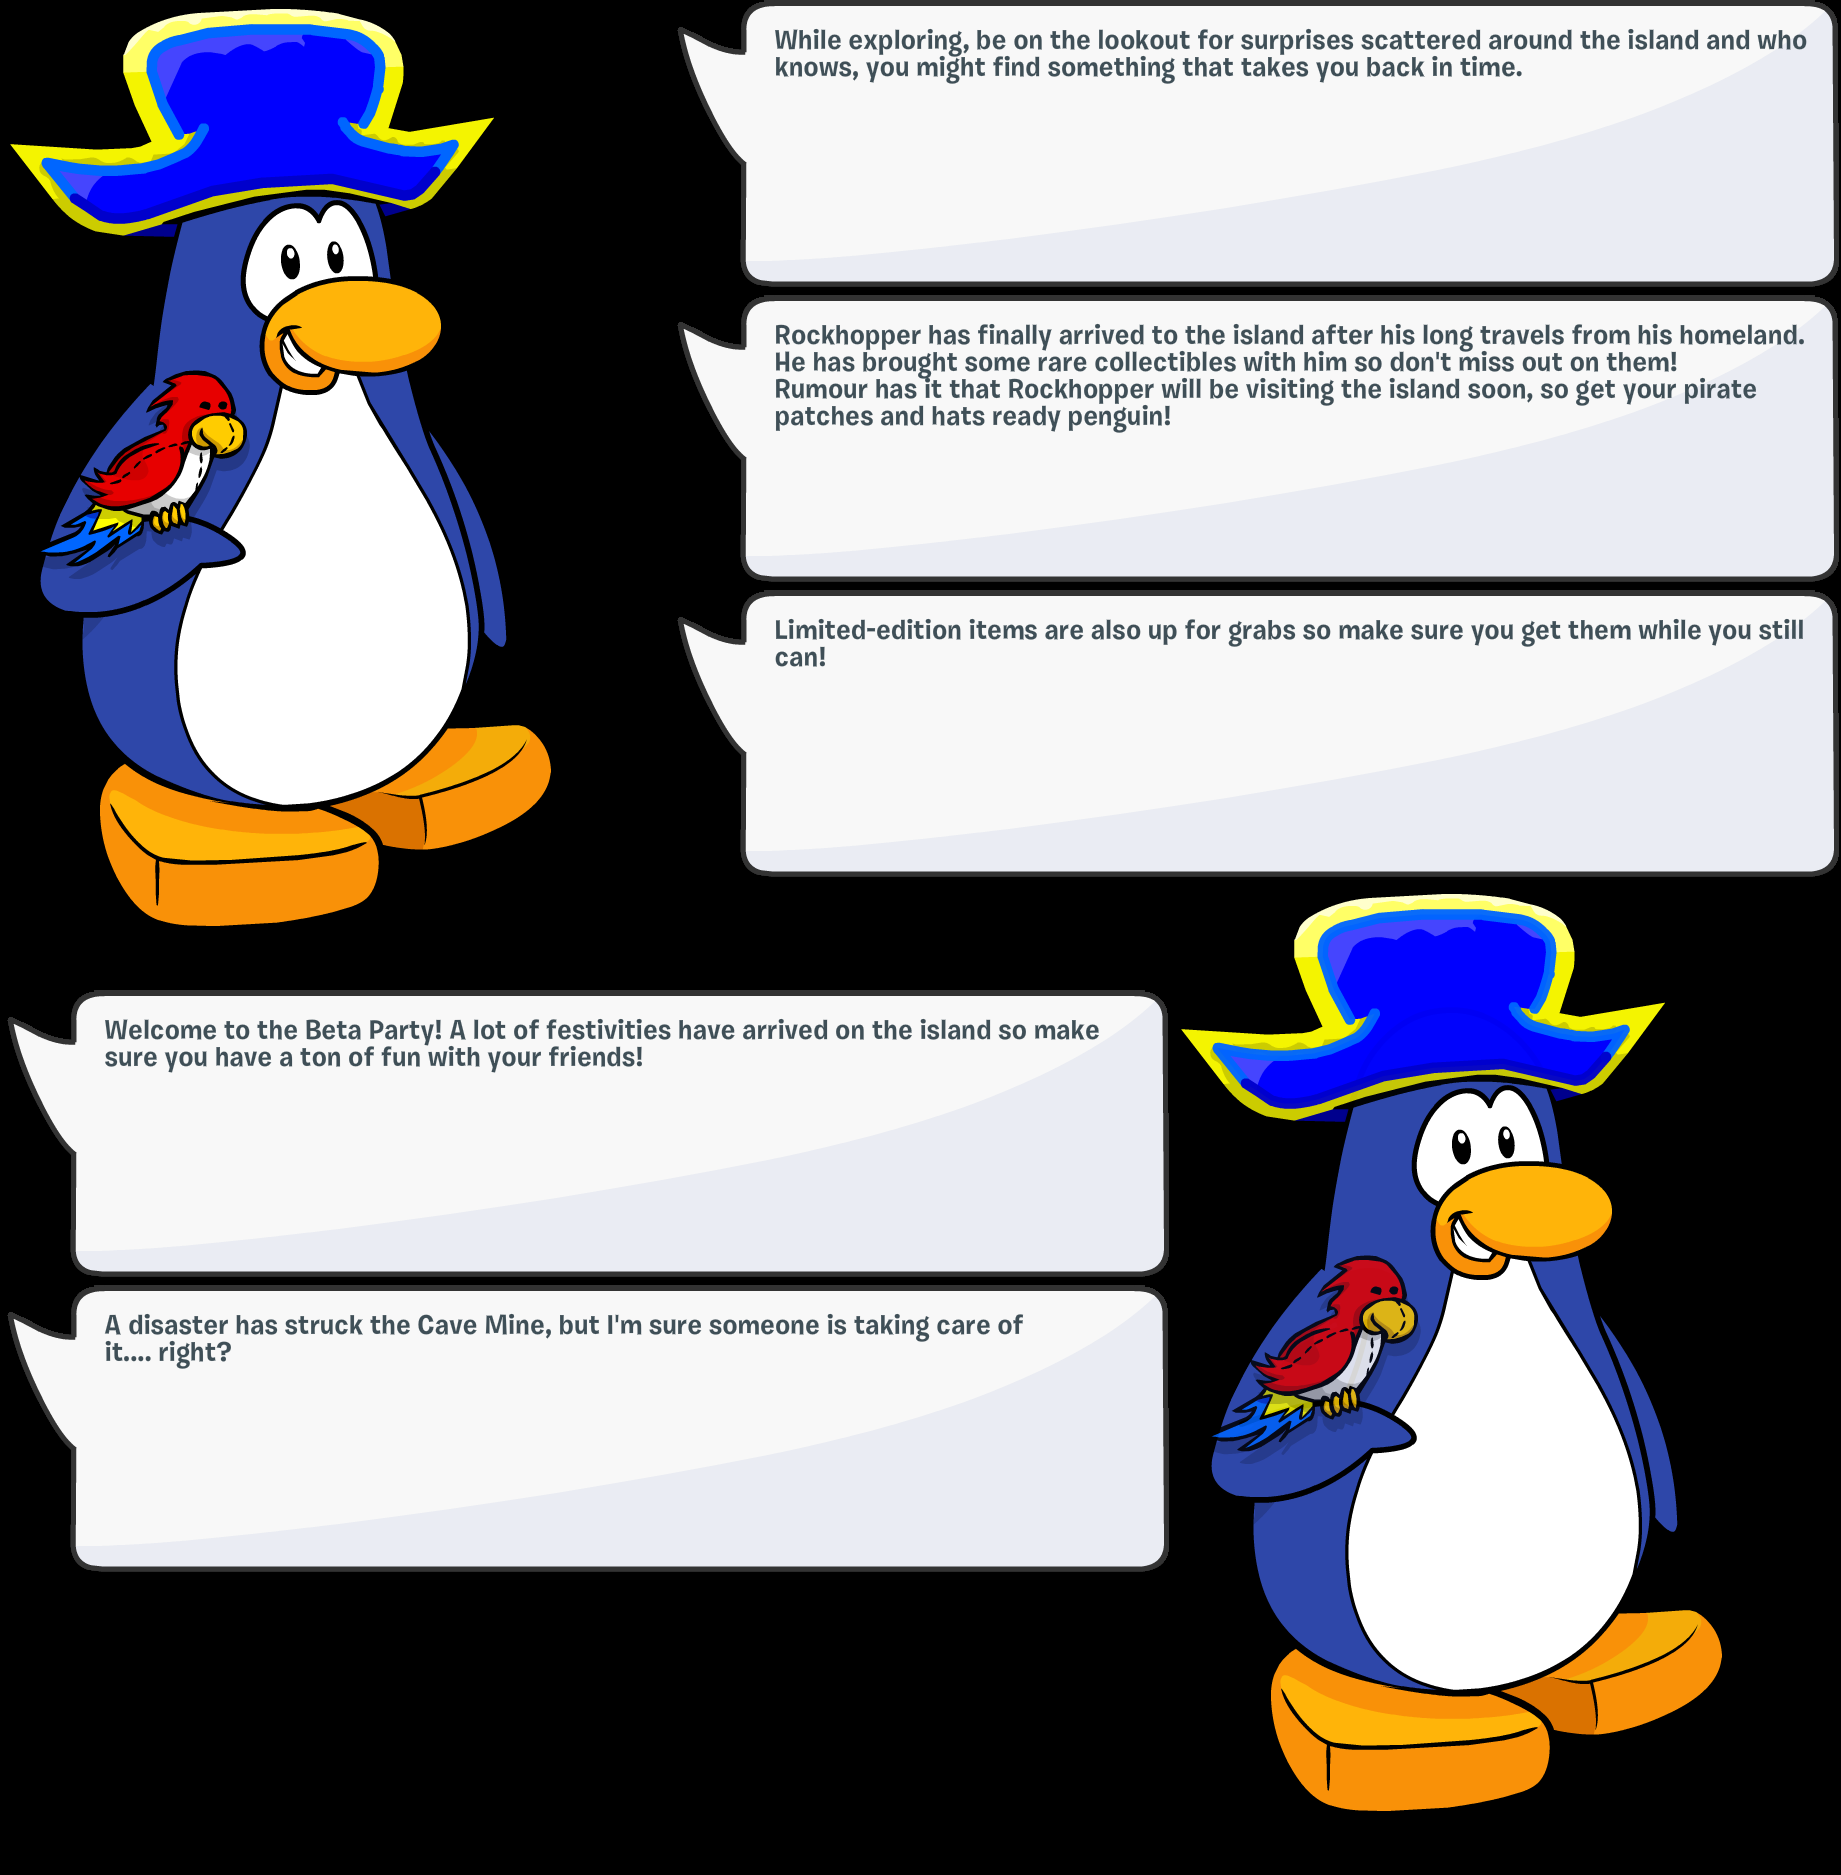 While exploring, be on the lookout for surprises scattered around the island and who
knows, you might find something that takes you back in time.
Rockhopper has finally arrived to the island after his long travels from his homeland.
He has brought some rare collectibles with him so don't miss out on them!
Rumour has it that Rockhopper will be visiting the island soon, so get your pirate
patches and hats ready penguin!
Limited-edition items are also up for grabs so make sure you get them while you still
can!
Welcome to the Beta Party! A lot of festivities have arrived on the island so make
sure you have a ton of fun with your friends!
A disaster has struck the Cave Mine, but I'm sure someone is taking care of
it.... right?